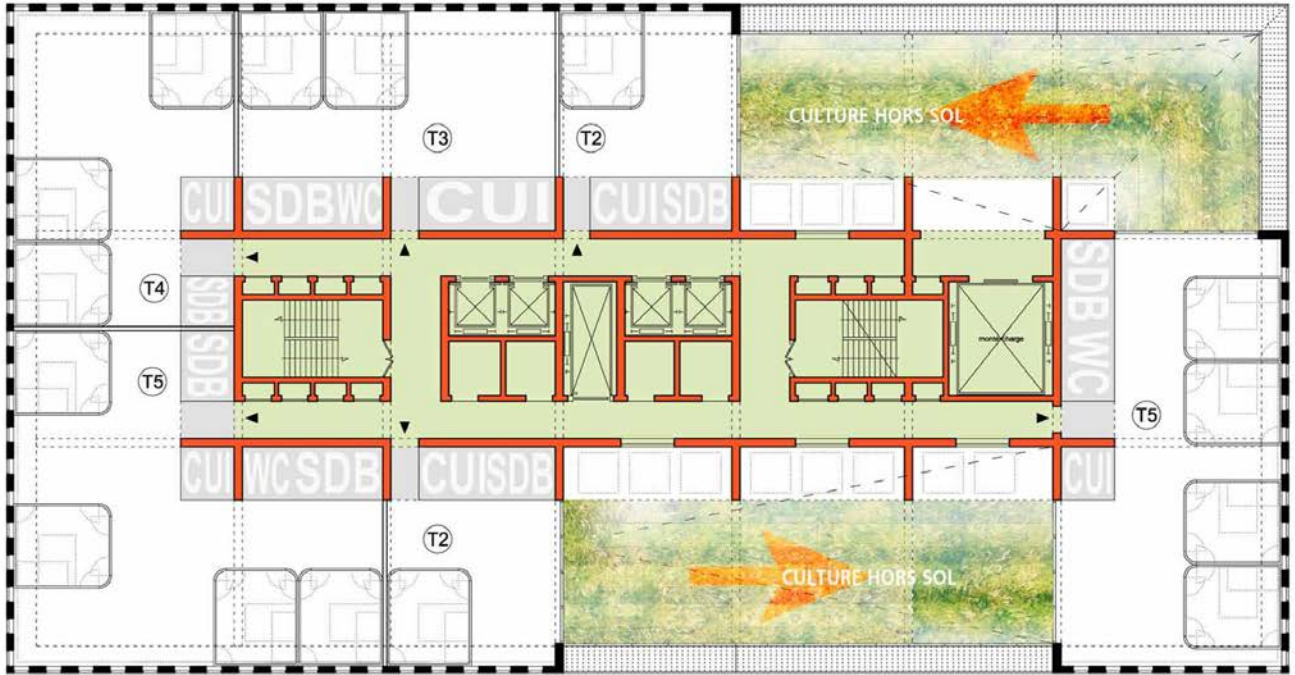 CULTURE HORS SOL
T3
T2
CUI
SDB
WC
CUI
CUI
SDB
T4
SDB
SDB
WC
monte charge
SDB
T5
T5
CUI
WC
SDB
CUI
SDB
CUI
T2
CULTURE HORS SOL